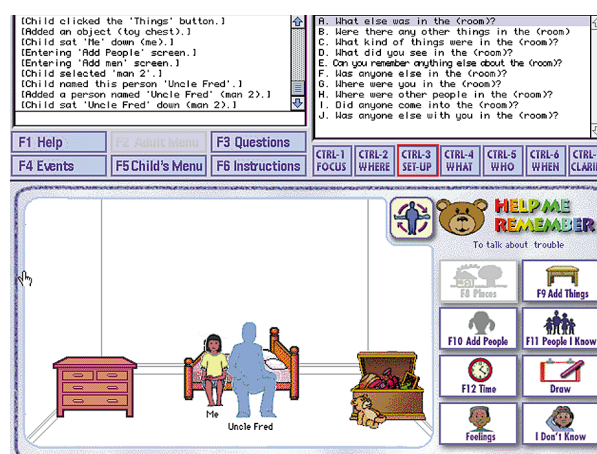 [Child clicked the 'Things' button.]
[Added an object (toy chest).]
[Child sat 'Me' down (me).]
[Entering 'Add People' screen.]
[Entering 'Add men' screen.]
[Child selected 'man 2'.]
[Child named this person 'Uncle Fred'.]
[Added a person named 'Uncle Fred' (man 2).]
[Child sat 'Uncle Fred' down (man 2).]
A. What else was in the (room)?
B. Were there any other things in the (room)
C. What kind of things were in the (room)?
D. What did you see in the (room)?
E. Can you remember anything else about the (room)?
F. Was anyone else in the (room)?
G. Where were you in the (room)?
H. Where were other people in the (room)?
I. Did anyone come into the (room)?
J. Was anyone else with you in the (room)?
F1 Help
F2 Adult Menu
F3 Questions
F4 Events
F5 Child's Menu
F6 Instructions
CTRL-1 FOCUS
CTRL-2 WHERE
CTRL-3 SET-UP
CTRL-4 WHAT
CTRL-5 WHO
CTRL-6 WHEN
CTRL-
CLARI
HELP ME
REMEMBER
To talk about trouble
F8 Places
F9 Add Things
F10 Add People
F11 People I Know
F12 Time
Draw
Feelings
I Don't Know
Me
Uncle Fred